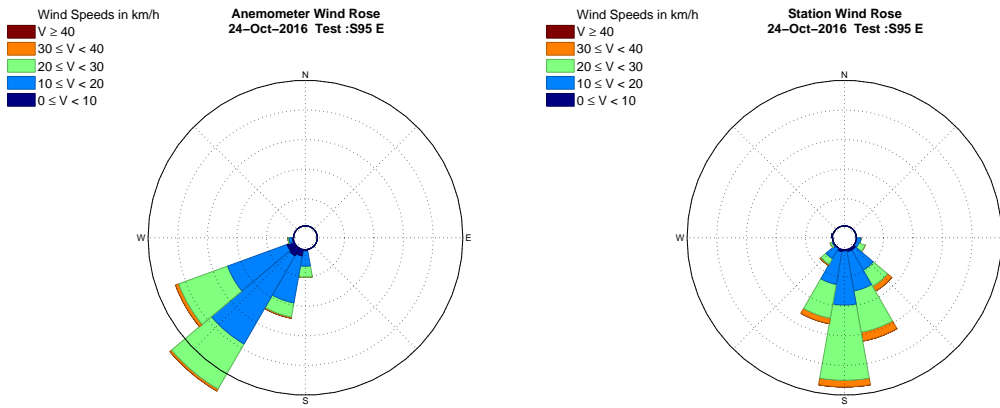 Wind Speeds in km/h
V ≥ 40
30 ≤ V < 40
20 ≤ V < 30
10 ≤ V < 20
0 ≤ V < 10
Anemometer Wind Rose
24−Oct−2016 Test :S95 E
N
W
E
S
Wind Speeds in km/h
V ≥ 40
30 ≤ V < 40
20 ≤ V < 30
10 ≤ V < 20
0 ≤ V < 10
Station Wind Rose
24−Oct−2016 Test :S95 E
N
W
S